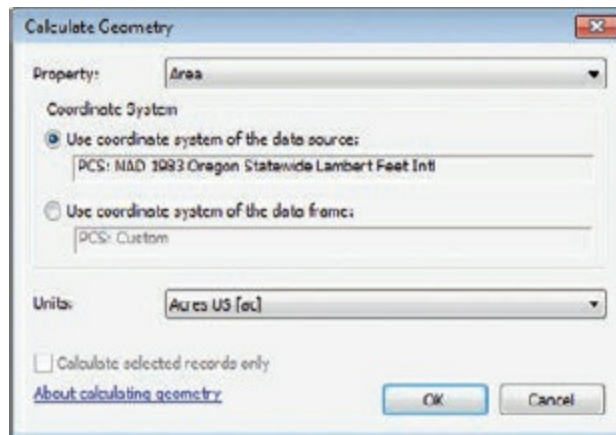 Calculate Geometry
Property: Area
Coordinate System
Use coordinate system of the data source:
PCS: NAD 1983 Oregon Statewide Lambert Feet Intl
Use coordinate system of the data frame:
PCS: Custom
Units: Acres US [ac]
Calculate selected records only
About calculating geometry OK Cancel